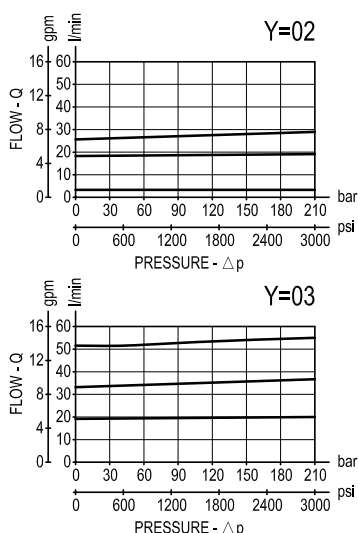 gpm
l/min
Y=02
FLOW - Q
16
12
8
4
0
60
50
40
30
20
10
0
0 30 60 90 120 150 180 210 bar
0 600 1200 1800 2400 3000 psi
PRESSURE - △p
gpm
l/min
Y=03
FLOW - Q
16
12
8
4
0
60
50
40
30
20
10
0
0 30 60 90 120 150 180 210 bar
0 600 1200 1800 2400 3000 psi
PRESSURE - △p